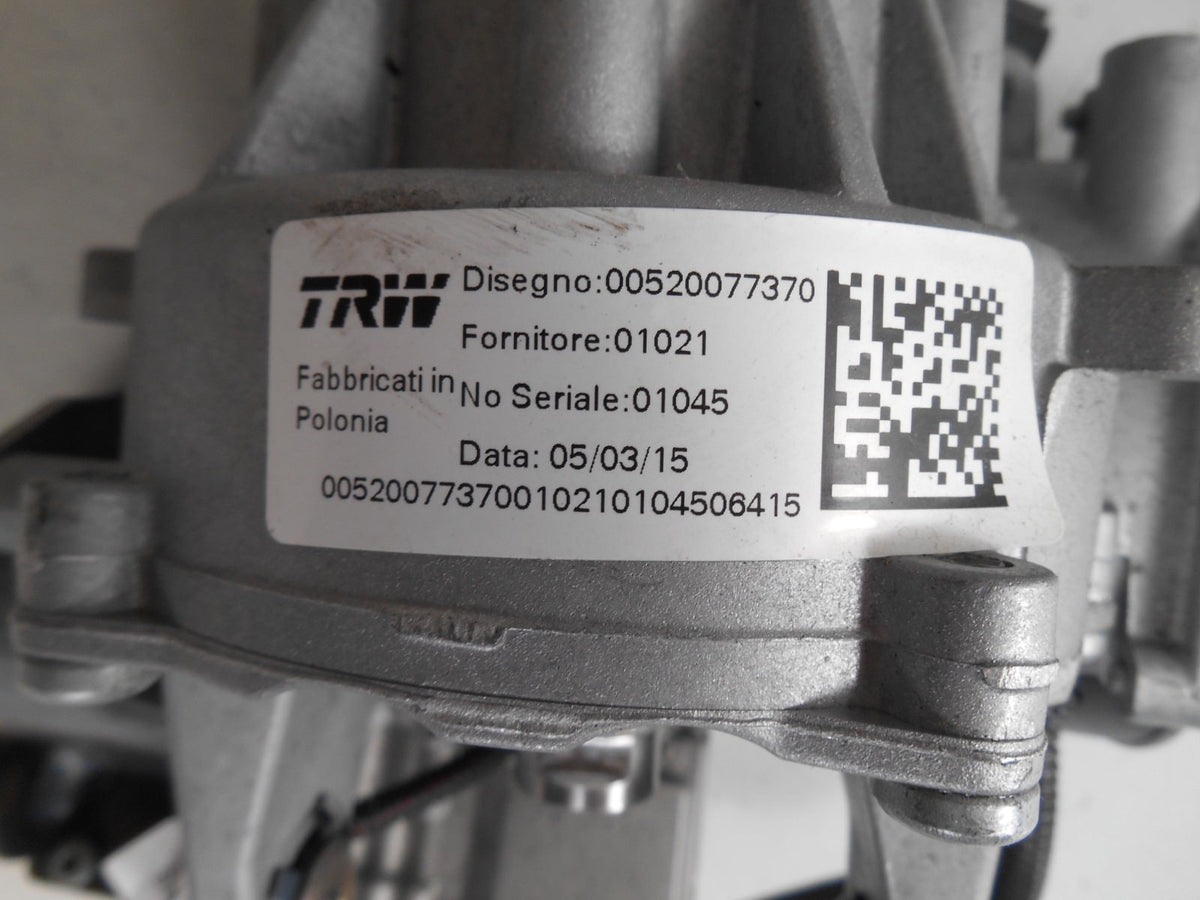 TRW
Disegno:00520077370
Fornitore:01021
Fabbricati in
Polonia
No Seriale:01045
Data: 05/03/15
00520077370010210104506415